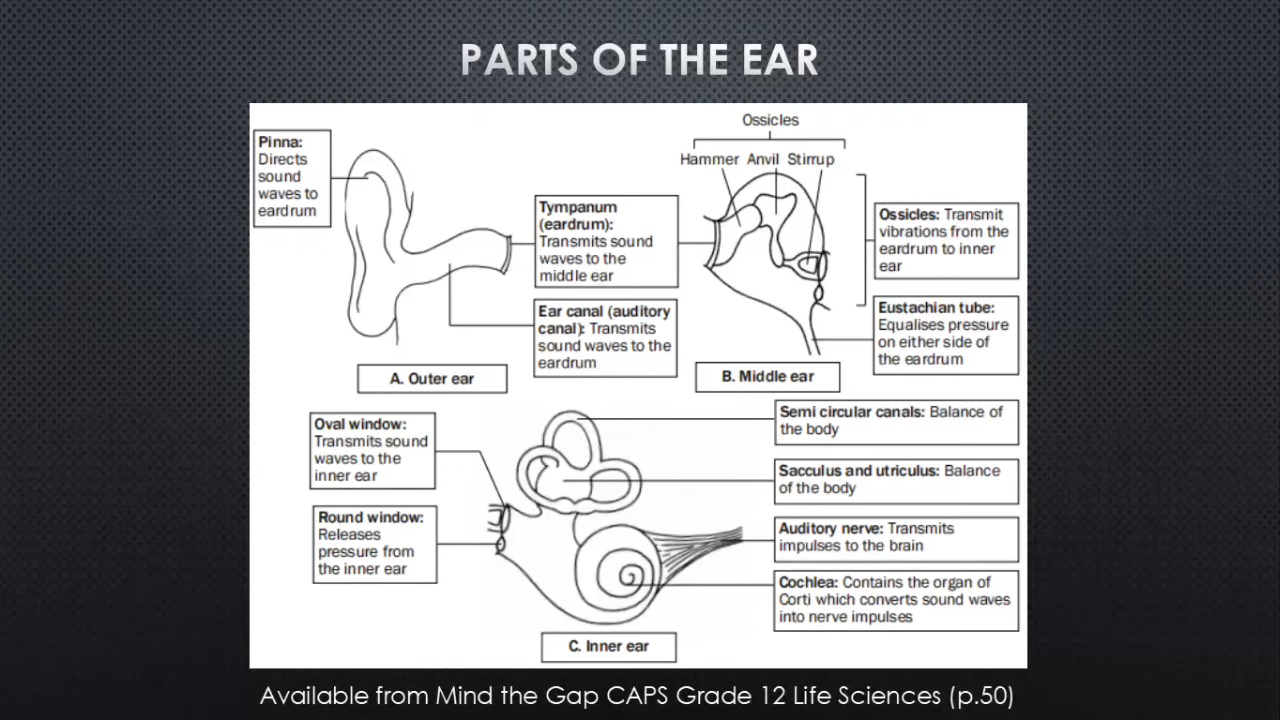 PARTS OF THE EAR
Pinna:
Directs
sound
waves to
eardrum
Tympanum
(eardrum):
Transmits sound
waves to the
middle ear
Ear canal (auditory
canal): Transmits
sound waves to the
eardrum
A. Outer ear
Ossicles
Hammer Anvil Stirrup
Ossicles: Transmit
vibrations from the
eardrum to inner
ear
Eustachian tube:
Equalises pressure
on either side of
the eardrum
B. Middle ear
Oval window:
Transmits sound
waves to the
inner ear
Round window:
Releases
pressure from
the inner ear
Semi circular canals: Balance of
the body
Sacculus and utriculus: Balance
of the body
Auditory nerve: Transmits
impulses to the brain
Cochlea: Contains the organ of
Corti which converts sound waves
into nerve impulses
C. Inner ear
Available from Mind the Gap CAPS Grade 12 Life Sciences (p.50)